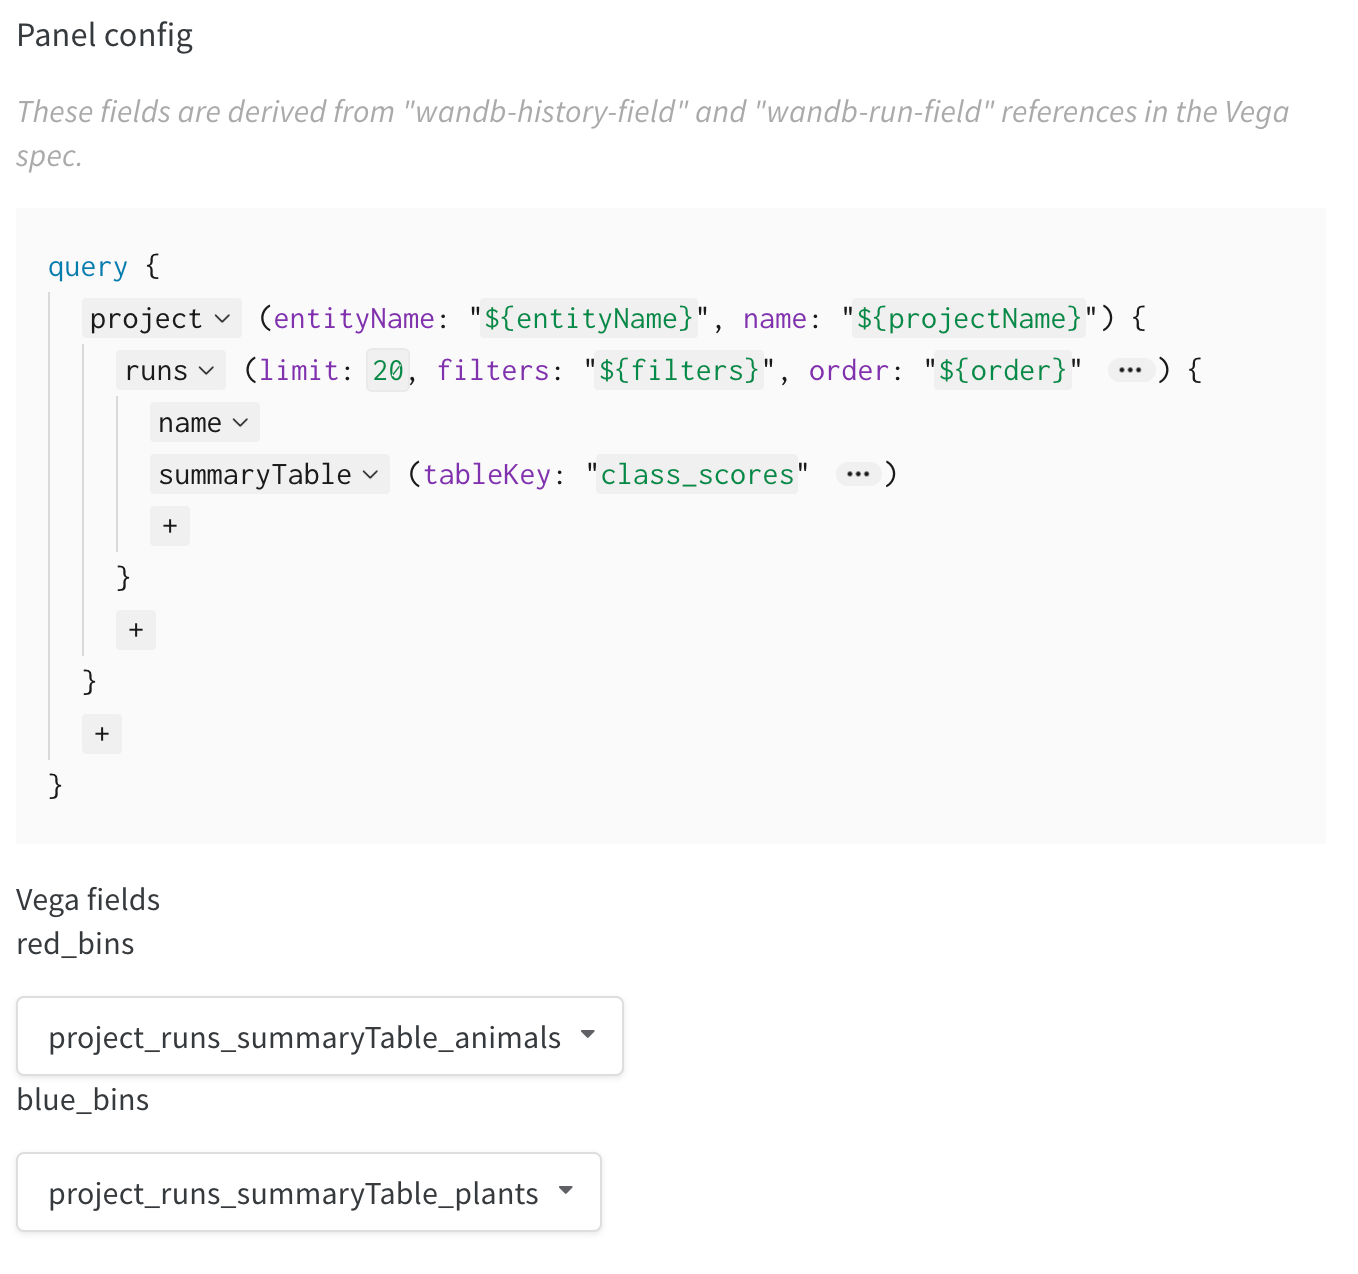 Panel config
These fields are derived from "wandb-history-field" and "wandb-run-field" references in the Vega
spec.
query {
project (entityName: "${entityName}", name: "${projectName}") {
runs (limit: 20, filters: "${filters}", order: "${order}" ···) {
name
summaryTable (tableKey: "class_scores" ···)
+
}
+
}
+
}
Vega fields
red_bins
project_runs_summaryTable_animals
blue_bins
project_runs_summaryTable_plants